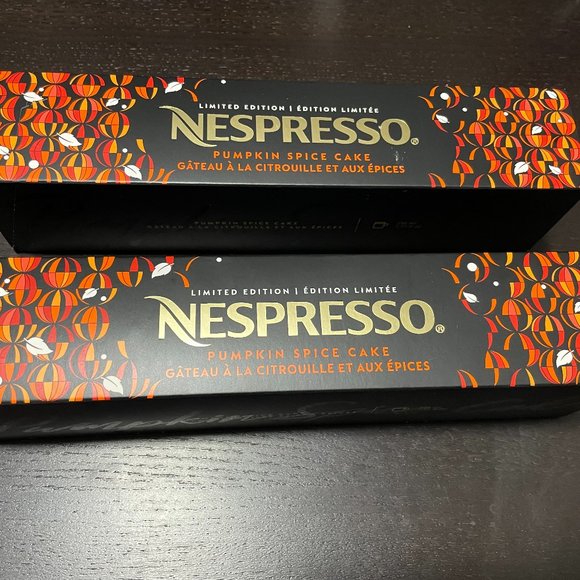 LIMITED EDITION | ÉDITION LIMITÉE
NESPRESSO®
PUMPKIN SPICE CAKE
GÂTEAU À LA CITROUILLE ET AUX ÉPICES
PUMPKIN SPICE CAKE
GÂTEAU À LA CITROUILLE ET AUX ÉPICES
LIMITED EDITION | ÉDITION LIMITÉE
NESPRESSO®
PUMPKIN SPICE CAKE
GÂTEAU À LA CITROUILLE ET AUX ÉPICES